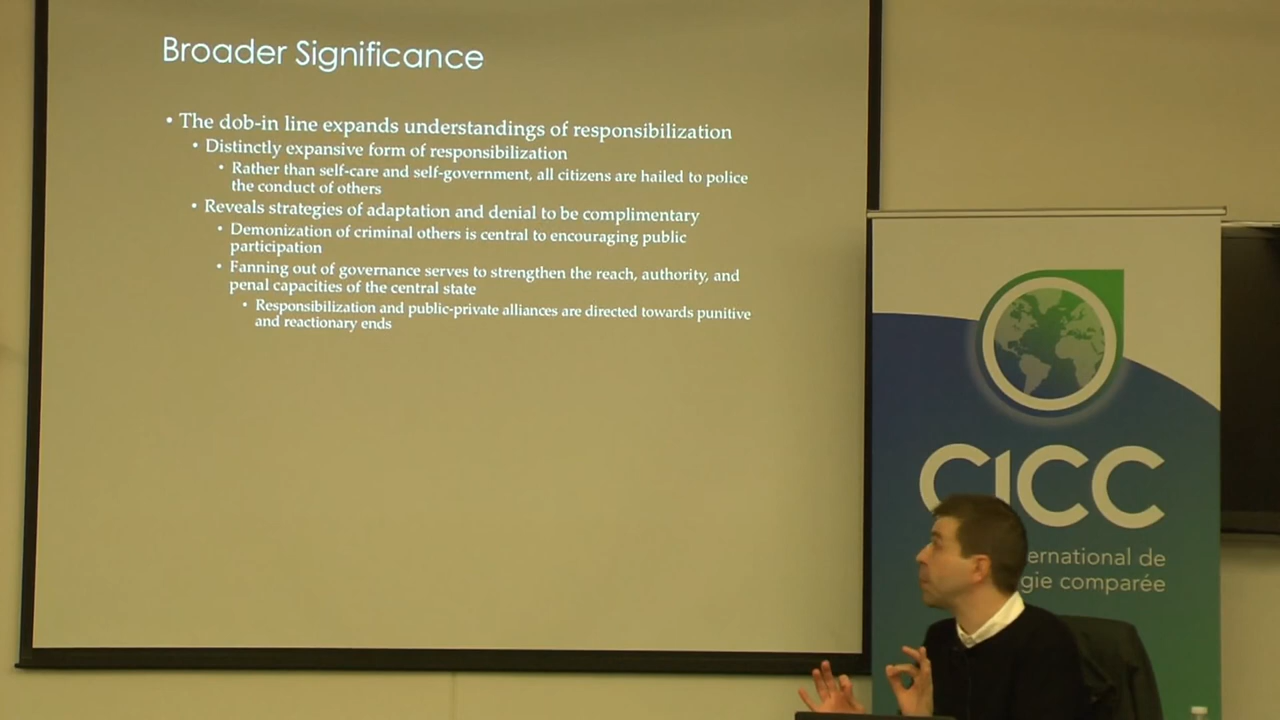 Broader Significance
• The dob-in line expands understandings of responsibilization
• Distinctly expansive form of responsibilization
• Rather than self-care and self-government, all citizens are hailed to police
the conduct of others
• Reveals strategies of adaptation and denial to be complimentary
• Demonization of criminal others is central to encouraging public
participation
• Fanning out of governance serves to strengthen the reach, authority, and
penal capacities of the central state
• Responsibilization and public-private alliances are directed towards punitive
and reactionary ends
CICC
ernational de
gie comparée